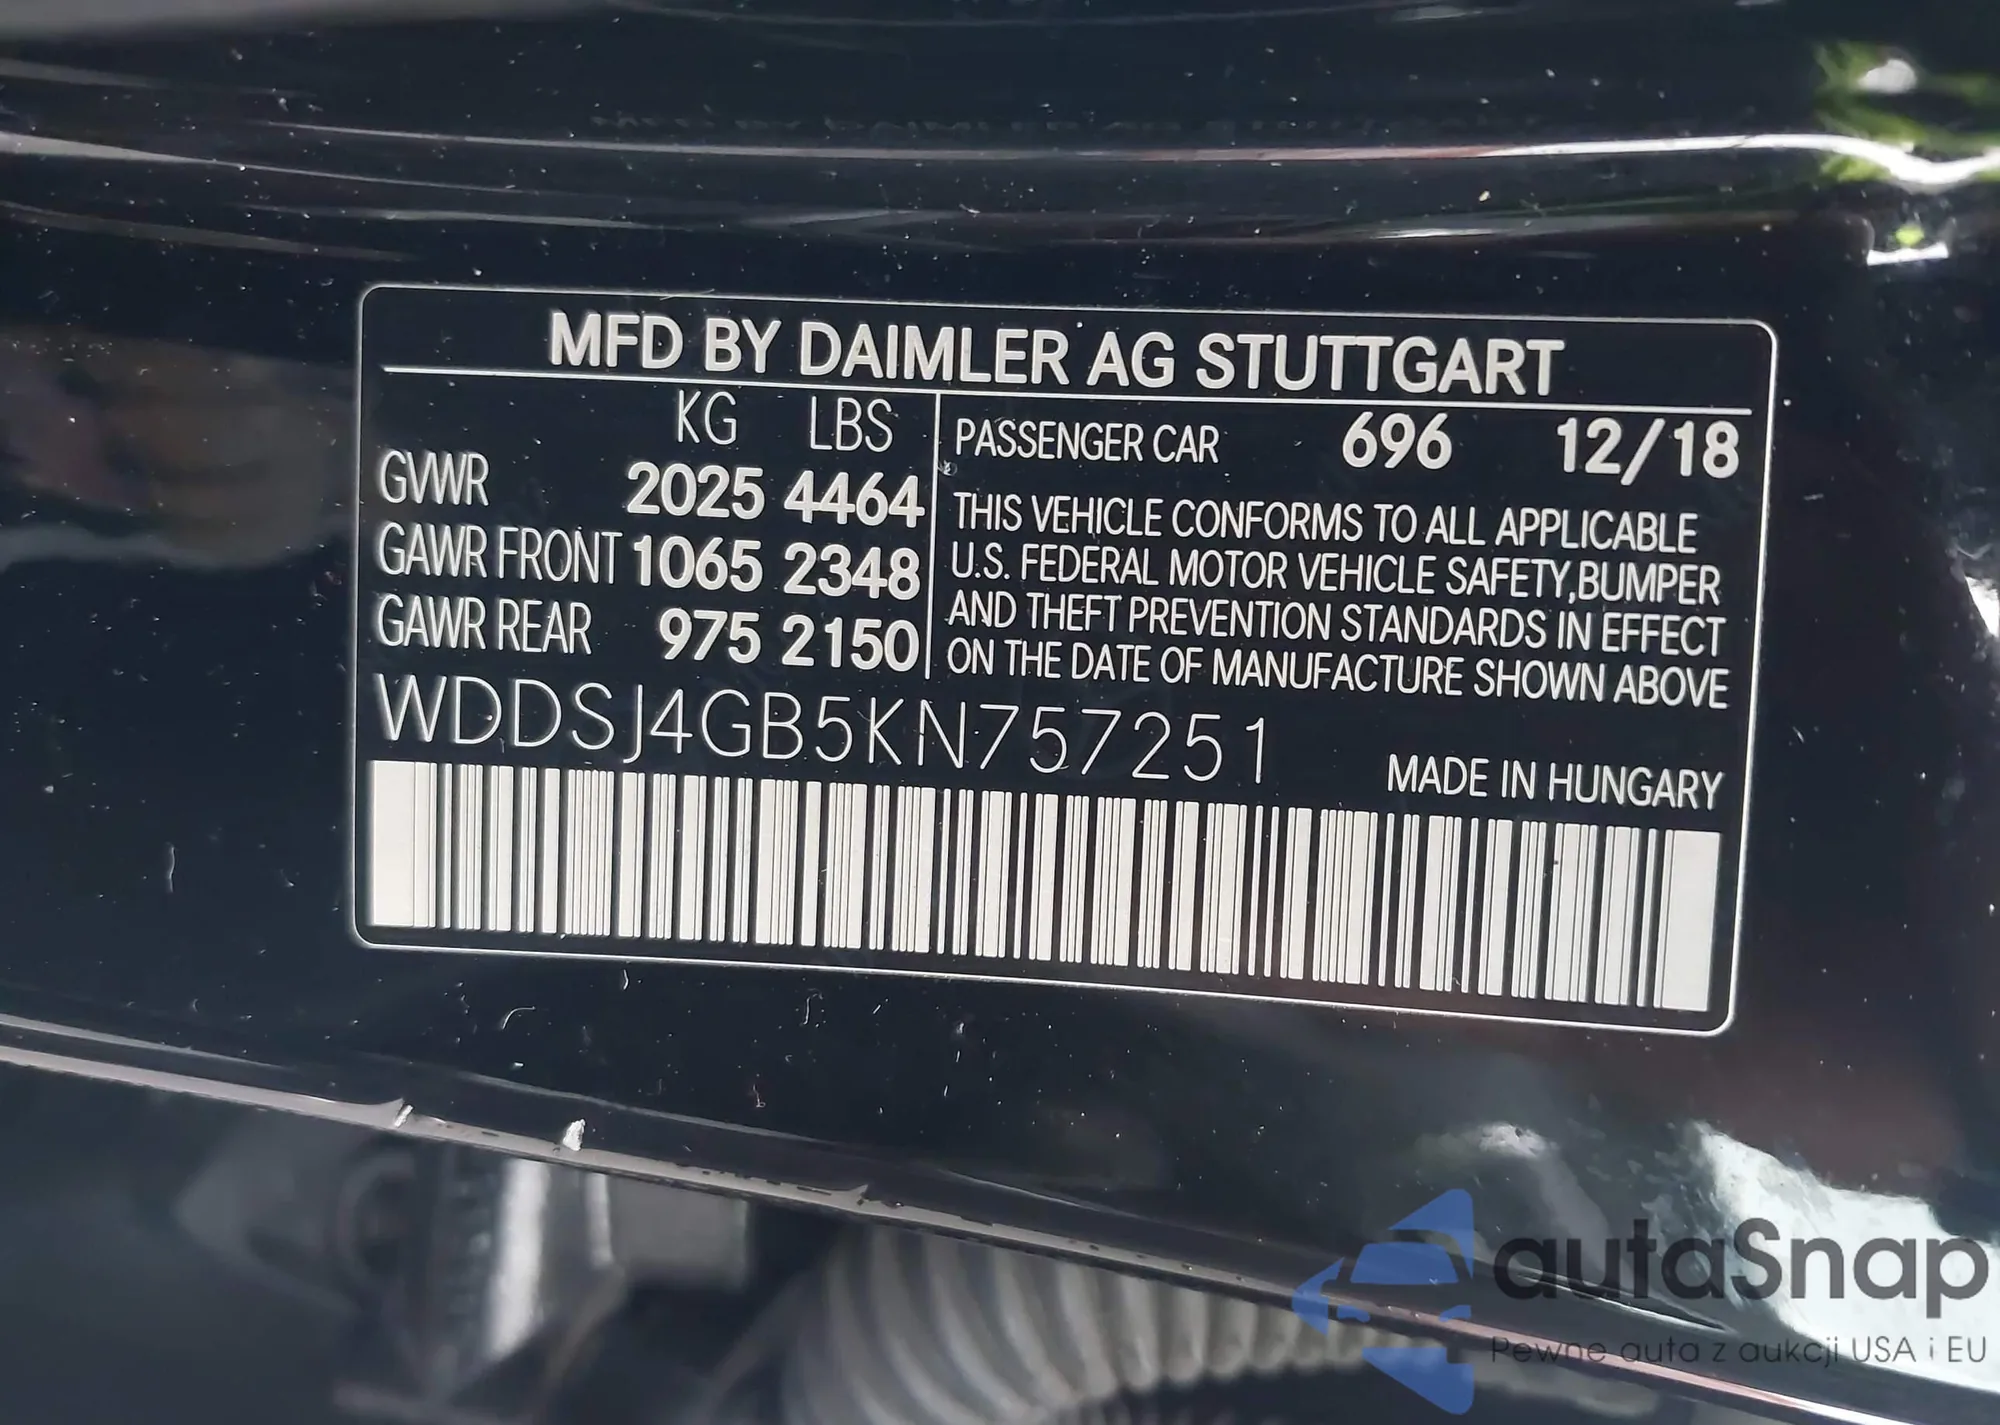 MFD BY DAIMLER AG STUTTGART
KG LBS
GVWR 2025 4464
GAWR FRONT 1065 2348
GAWR REAR 975 2150
PASSENGER CAR 696 12/18
THIS VEHICLE CONFORMS TO ALL APPLICABLE
U.S. FEDERAL MOTOR VEHICLE SAFETY,BUMPER
AND THEFT PREVENTION STANDARDS IN EFFECT
ON THE DATE OF MANUFACTURE SHOWN ABOVE
WDDSJ4GB5KN757251
MADE IN HUNGARY
autaSnap
Pewne auta z aukcji USA i EU